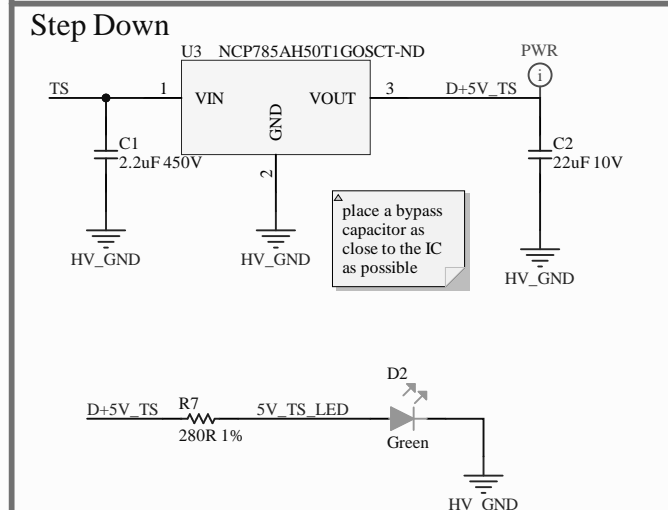 Step Down
U3 NCP785AH50T1GOSCT-ND
PWR
i
TS
1
VIN
VOUT
3
D+5V_TS
GND
2
C1
2.2uF 450V
C2
22uF 10V
place a bypass
capacitor as
close to the IC
as possible
HV_GND
HV_GND
HV_GND
D2
D+5V_TS
R7
5V_TS_LED
280R 1%
Green
HV_GND